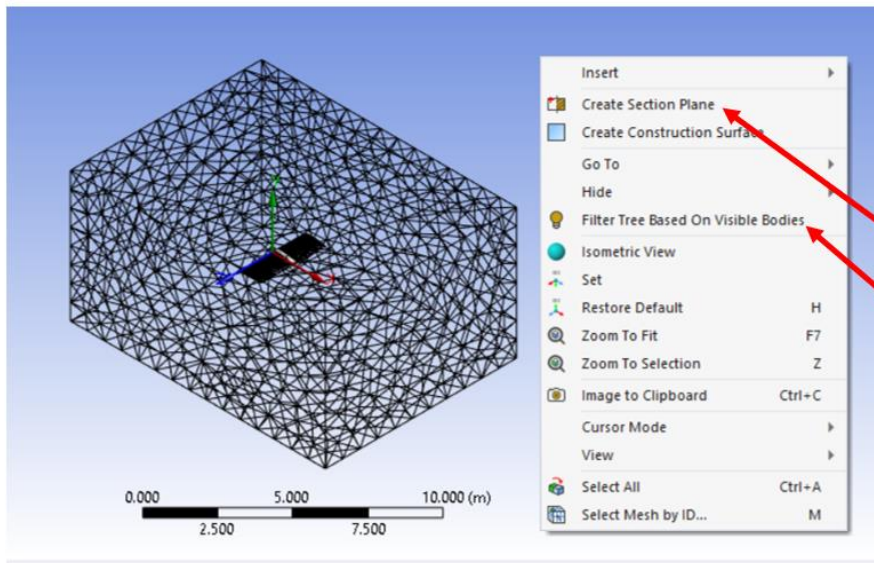 Insert
Create Section Plane
Create Construction Surface
Go To
Hide
Filter Tree Based On Visible Bodies
Isometric View
Set
Restore Default H
Zoom To Fit F7
Zoom To Selection Z
Image to Clipboard Ctrl+C
Cursor Mode
View
Select All Ctrl+A
Select Mesh by ID... M
0.000 5.000 10.000 (m)
2.500 7.500